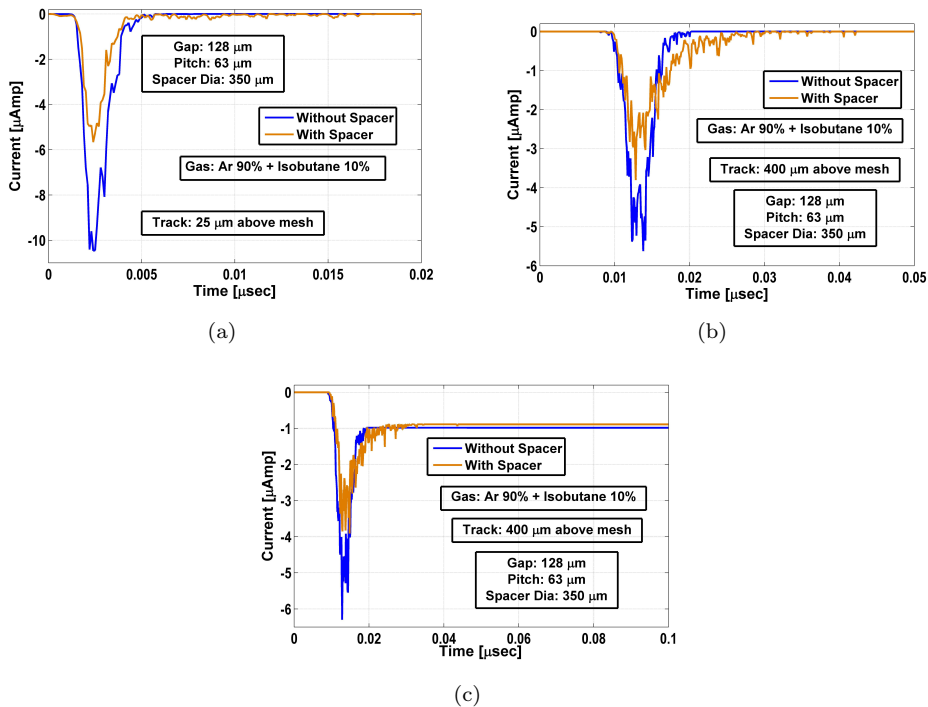 0
-2
-4
-6
-8
-10
Current [μAmp]
Gap: 128 μm
Pitch: 63 μm
Spacer Dia: 350 μm
Without Spacer
With Spacer
Gas: Ar 90% + Isobutane 10%
Track: 25 μm above mesh
0 0.005 0.01 0.015 0.02
Time [μsec]
(a)
0
-1
-2
-3
-4
-5
-6
Current [μAmp]
Without Spacer
With Spacer
Gas: Ar 90% + Isobutane 10%
Track: 400 μm above mesh
Gap: 128 μm
Pitch: 63 μm
Spacer Dia: 350 μm
0 0.01 0.02 0.03 0.04 0.05
Time [μsec]
(b)
0
-1
-2
-3
-4
-5
-6
Current [μAmp]
Without Spacer
With Spacer
Gas: Ar 90% + Isobutane 10%
Track: 400 μm above mesh
Gap: 128 μm
Pitch: 63 μm
Spacer Dia: 350 μm
0 0.02 0.04 0.06 0.08 0.1
Time [μsec]
(c)